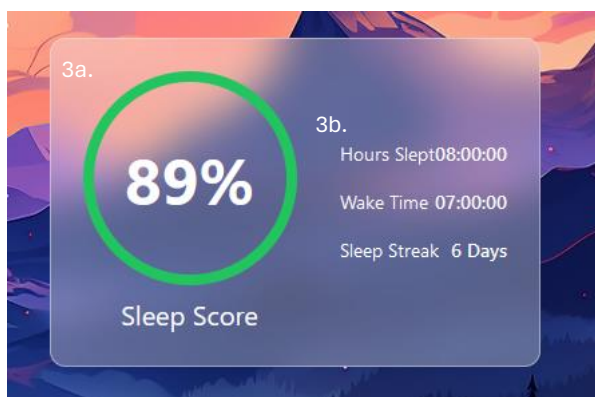 3a.
89%
Sleep Score
3b.
Hours Slept08:00:00
Wake Time 07:00:00
Sleep Streak 6 Days